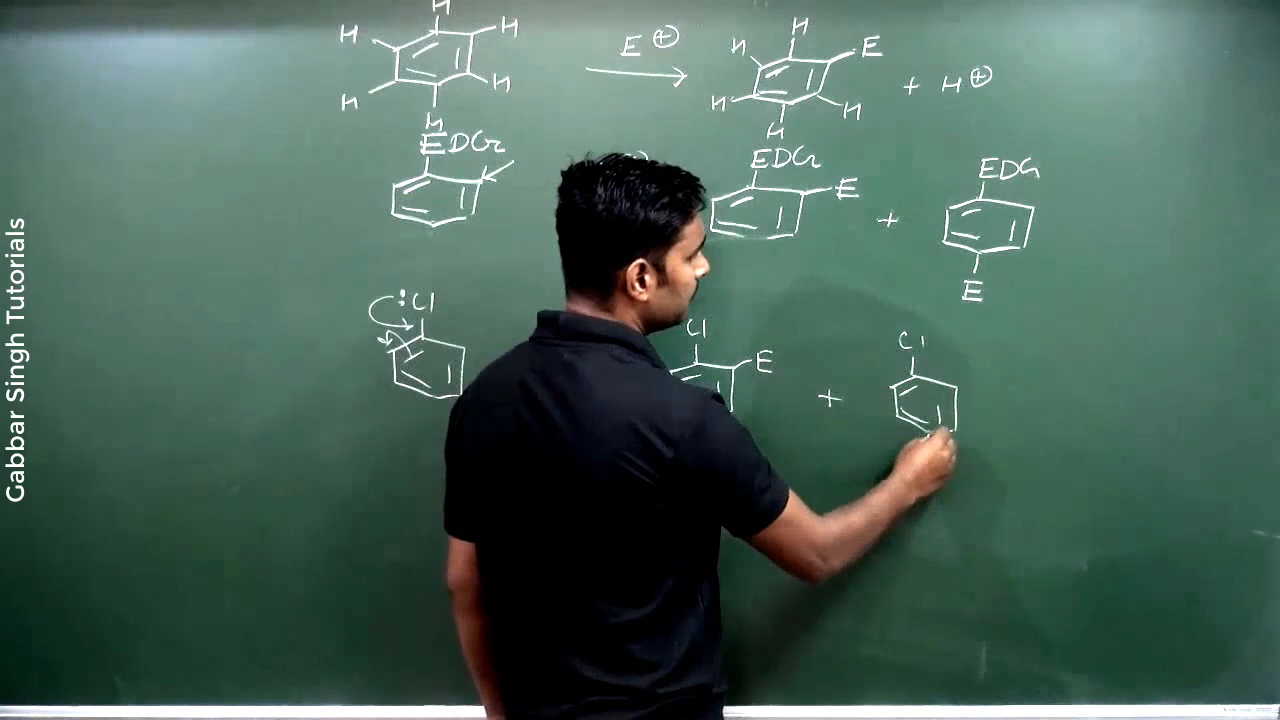 Gabbar Singh Tutorials
H
H H
H H
H
E⊕
H
H E
H H
H
+ H⊕
EDG
EDG
E
+
EDG
E
:Cl
Cl
E
+
Cl